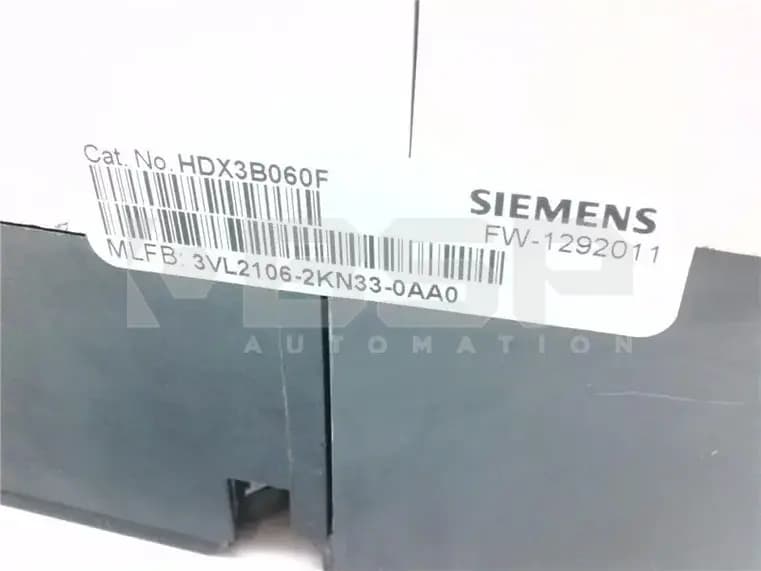 Cat. No. HDX3B060F
SIEMENS
FW-1292011
MLFB: 3VL2106-2KN33-0AA0
AUTOMATION